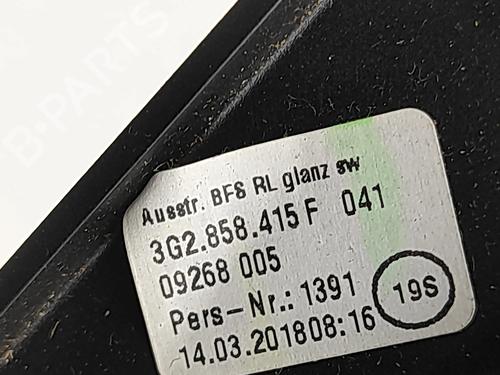 B-PARTS
Ausstr. BFS RL glanz sw
3G2.858.415 F 041
09268 005
Pers-Nr.: 1391
19S
14.03.201808:16